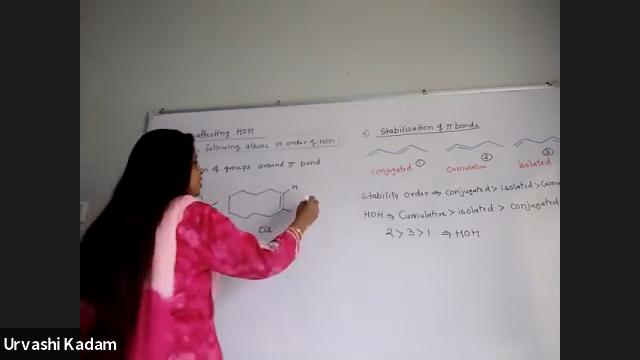 affecting HOH
following alkenes in order of HOH
of groups around π bond
H
Cis
Stabilisation of π bonds
conjugated ①
Cumulative ②
isolated ③
Stability order ⇒ conjugated > isolated > Cumu
HOH ⇒ Cumulative > isolated > conjugated
2 > 3 > 1 ⇒ HOH
Urvashi Kadam